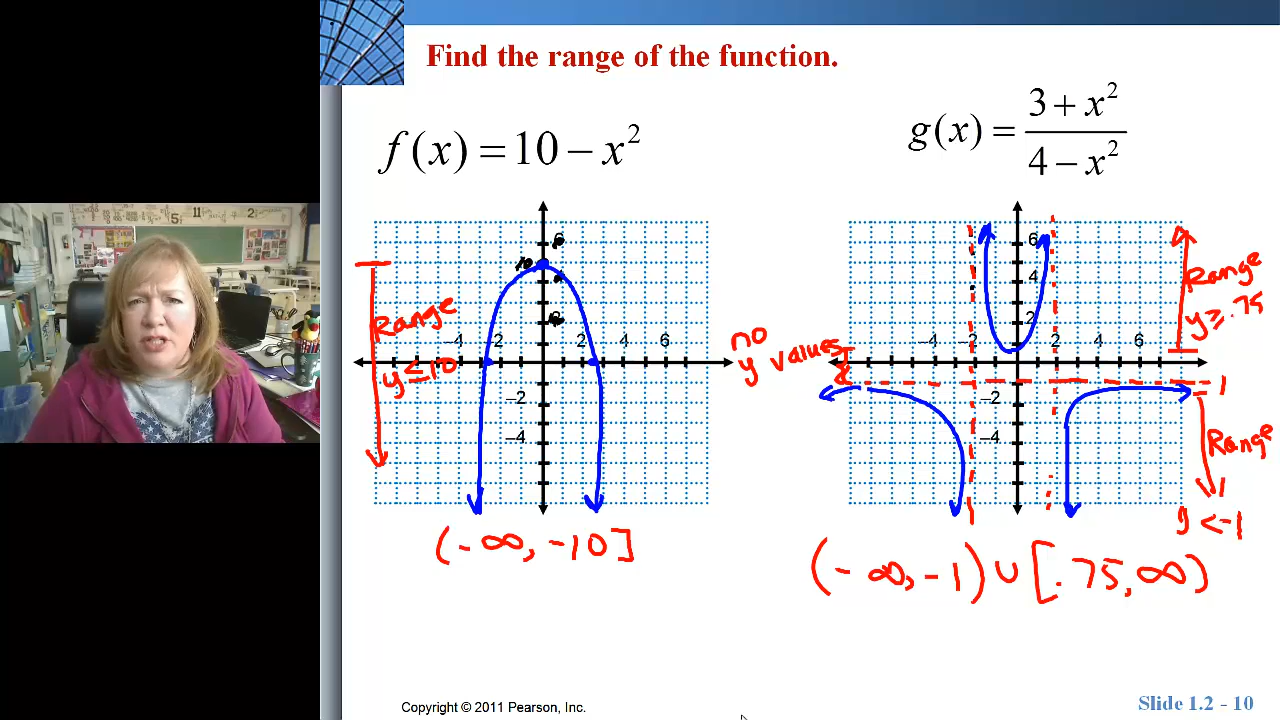 Find the range of the function.
f(x) = 10 − x²
g(x) = (3 + x²)/(4 − x²)
6
10
2
−4 −2 2 4 6
−2
−4
Range
y ≤ 10
(-∞, -10]
no
y values
6
4
2
−4 −2 2 4 6
−2
−4
-1
Range
y ≥ .75
Range
y < -1
(-∞, -1) ∪ [.75, ∞)
Copyright © 2011 Pearson, Inc.
Slide 1.2 - 10